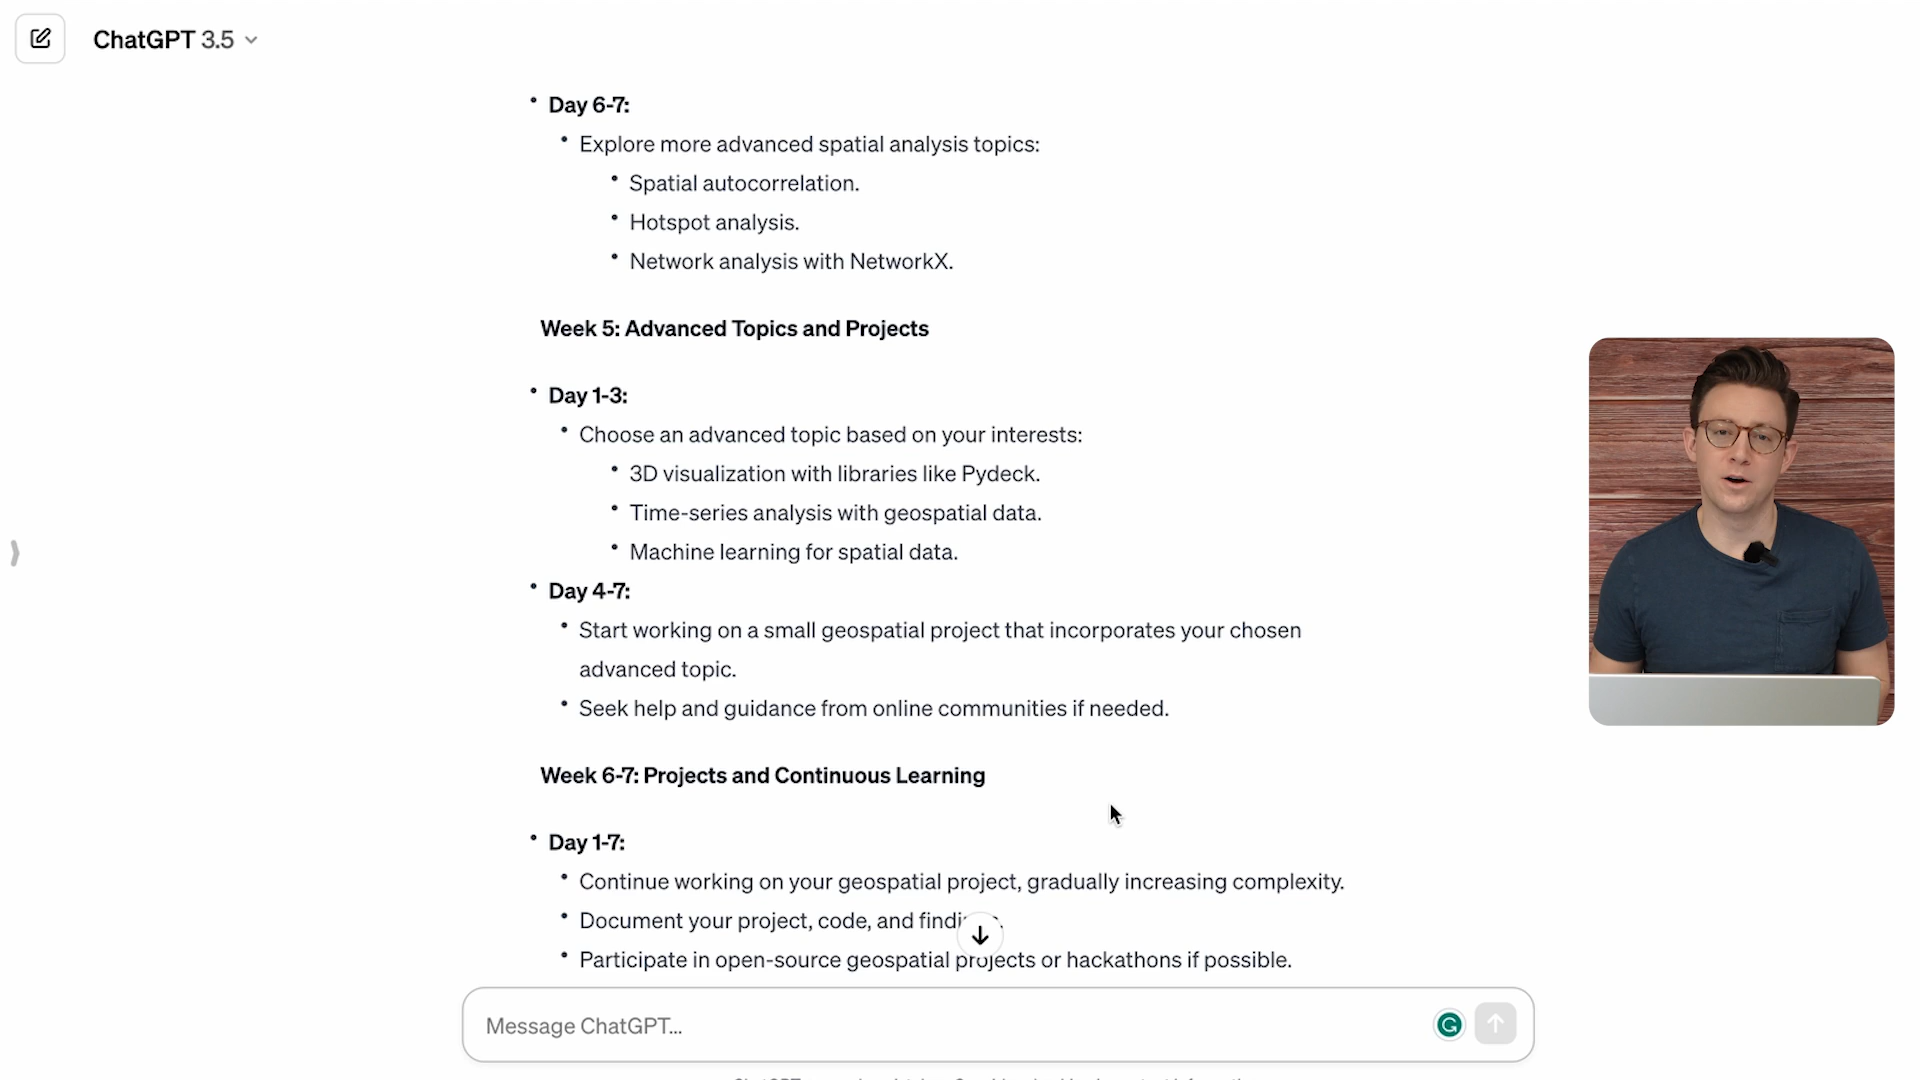 ChatGPT 3.5
Day 6-7:
Explore more advanced spatial analysis topics:
Spatial autocorrelation.
Hotspot analysis.
Network analysis with NetworkX.
Week 5: Advanced Topics and Projects
Day 1-3:
Choose an advanced topic based on your interests:
3D visualization with libraries like Pydeck.
Time-series analysis with geospatial data.
Machine learning for spatial data.
Day 4-7:
Start working on a small geospatial project that incorporates your chosen
advanced topic.
Seek help and guidance from online communities if needed.
Week 6-7: Projects and Continuous Learning
Day 1-7:
Continue working on your geospatial project, gradually increasing complexity.
Document your project, code, and
Participate in open-source geospatial projects or hackathons if possible.
Message ChatGPT...